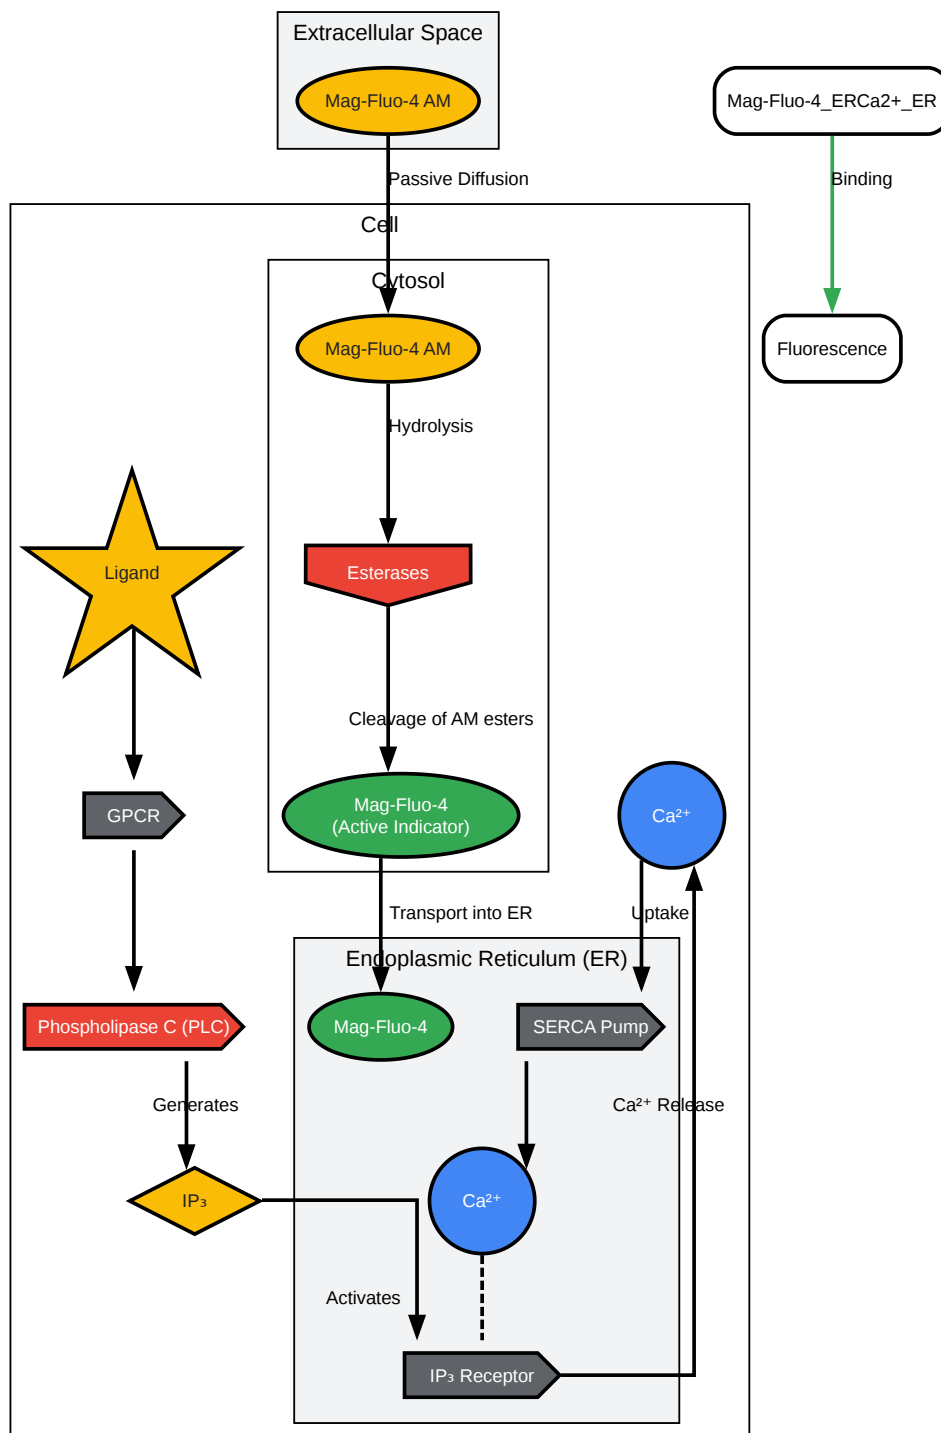 Extracellular Space
Mag-Fluo-4 AM
Mag-Fluo-4_ERCa2+_ER
Passive Diffusion
Binding
Cell
Cytosol
Mag-Fluo-4 AM
Fluorescence
Hydrolysis
Ligand
Esterases
Cleavage of AM esters
GPCR
Mag-Fluo-4
(Active Indicator)
Ca²⁺
Transport into ER
Uptake
Endoplasmic Reticulum (ER)
Phospholipase C (PLC)
Mag-Fluo-4
SERCA Pump
Generates
Ca²⁺ Release
IP₃
Ca²⁺
Activates
IP₃ Receptor